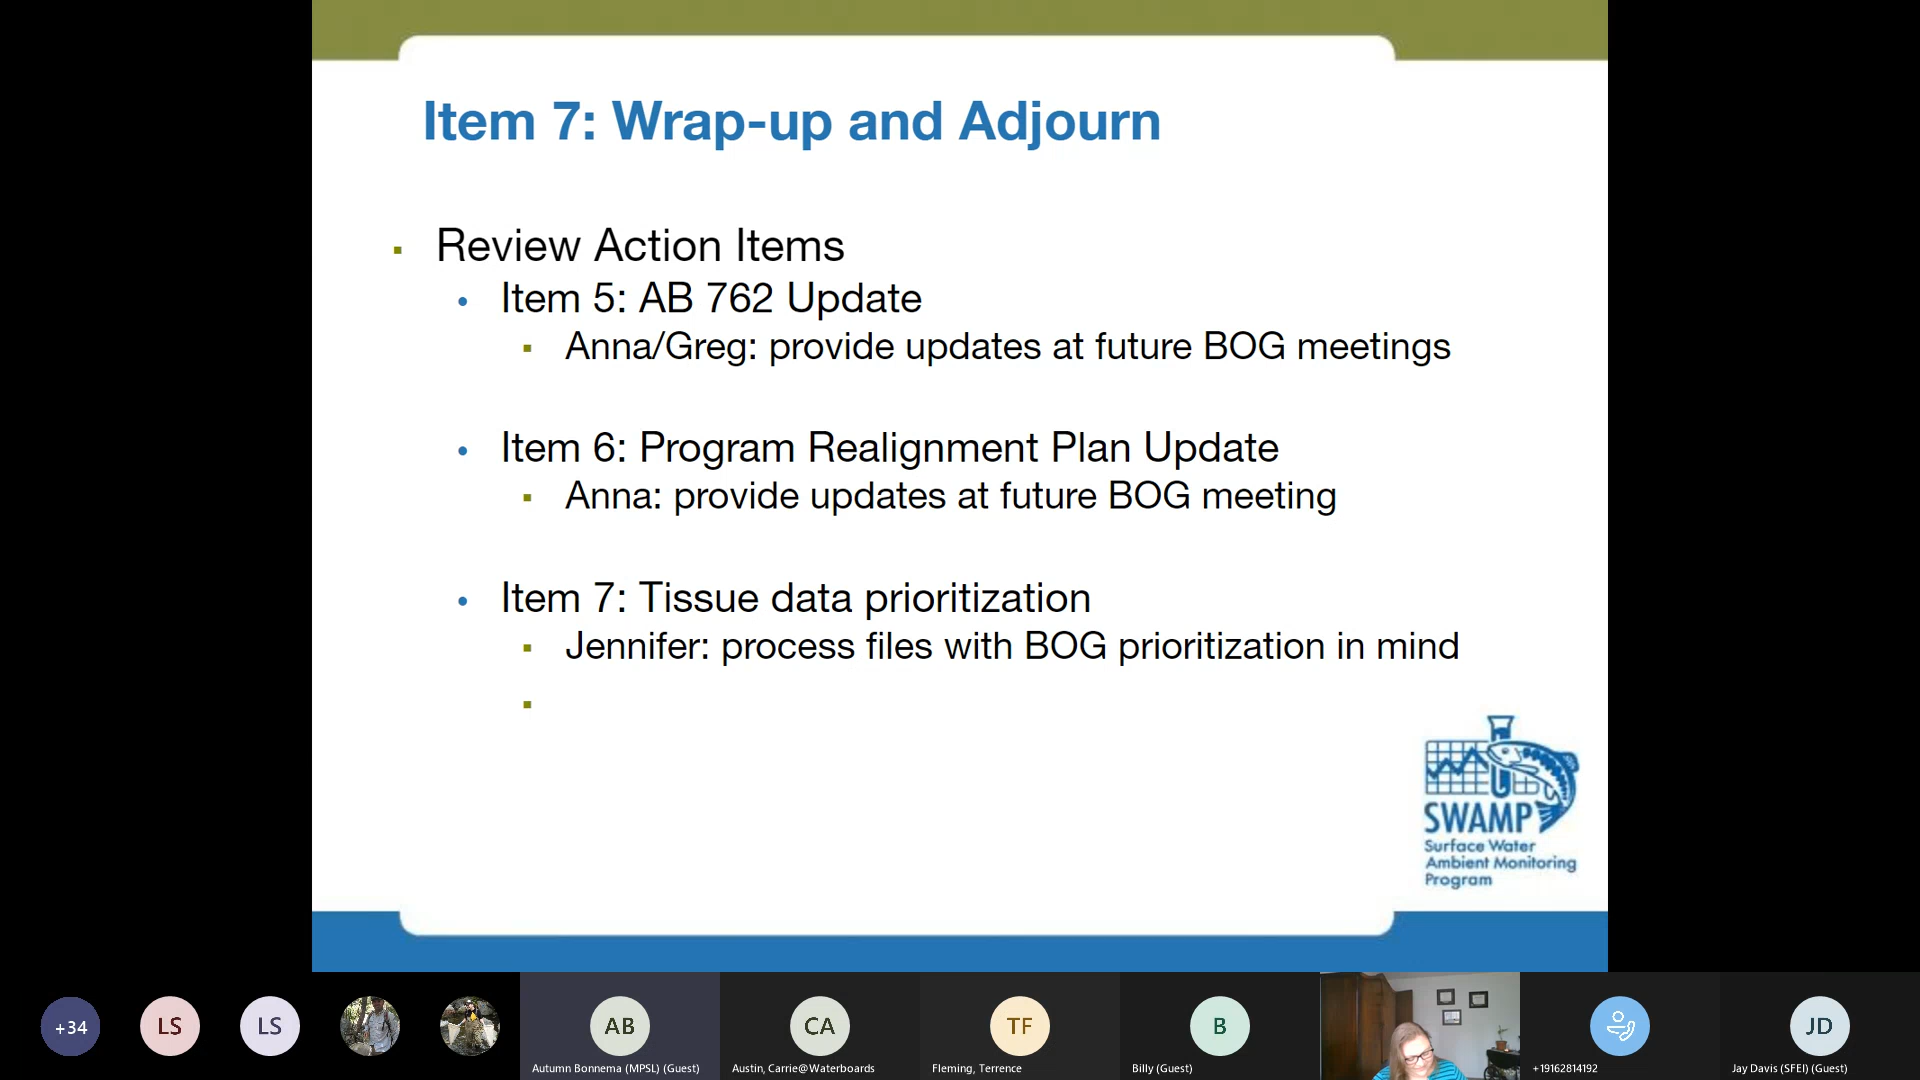 Item 7: Wrap-up and Adjourn
Review Action Items
Item 5: AB 762 Update
Anna/Greg: provide updates at future BOG meetings
Item 6: Program Realignment Plan Update
Anna: provide updates at future BOG meeting
Item 7: Tissue data prioritization
Jennifer: process files with BOG prioritization in mind
SWAMP
Surface Water
Ambient Monitoring
Program
+34
LS
LS
AB
Autumn Bonnema (MPSL) (Guest)
CA
Austin, Carrie@Waterboards
TF
Fleming, Terrence
B
Billy (Guest)
+19162814192
JD
Jay Davis (SFEI) (Guest)